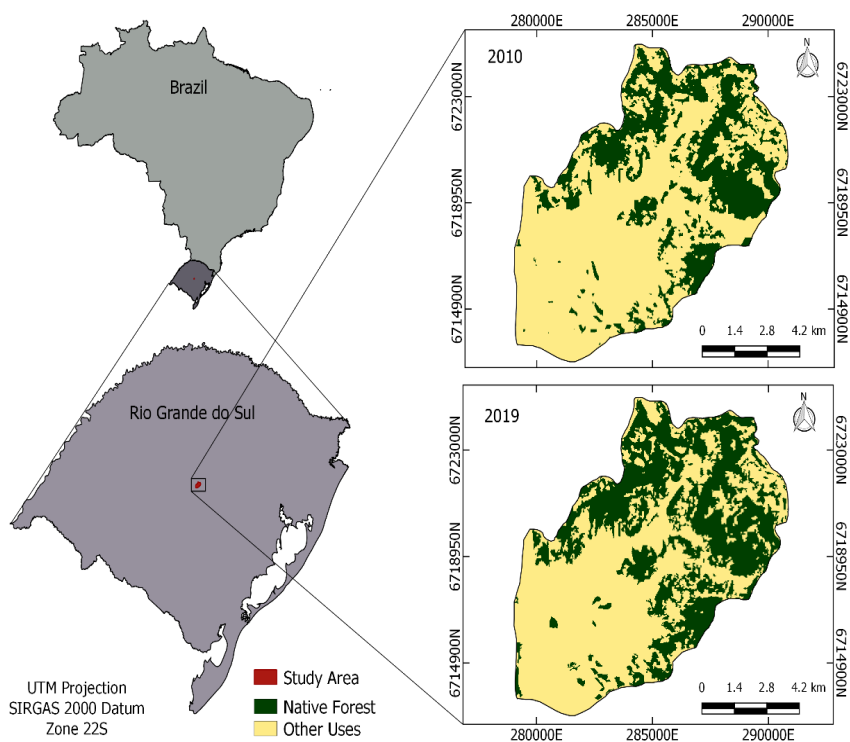 Brazil
Rio Grande do Sul
UTM Projection
SIRGAS 2000 Datum
Zone 22S
Study Area
Native Forest
Other Uses
280000E 285000E 290000E
2010
N
6723000N 6723000N
6718950N 6718950N
6714900N 6714900N
0 1.4 2.8 4.2 km
2019
N
6723000N 6723000N
6718950N 6718950N
6714900N 6714900N
0 1.4 2.8 4.2 km
280000E 285000E 290000E